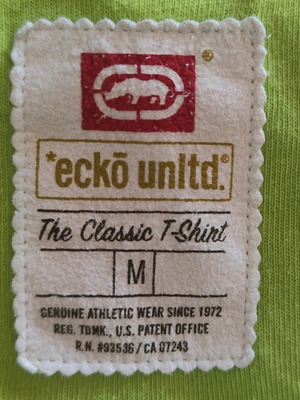 ®
*eckō unltd.®
The Classic T-Shirt
M
GENUINE ATHLETIC WEAR SINCE 1972
REG. TDMK., U.S. PATENT OFFICE
R.N. #93536 / CA 07243